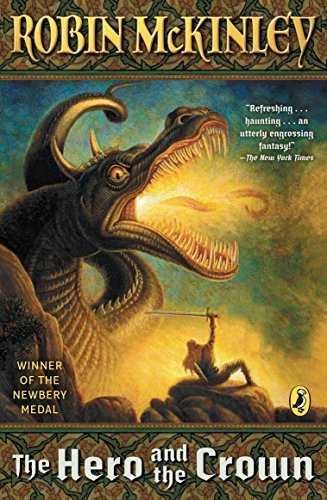 ROBIN McKINLEY
"Refreshing . . .
haunting . . . an
utterly engrossing
fantasy!"
—The New York Times
WINNER
OF THE
NEWBERY
MEDAL
The Hero and the Crown